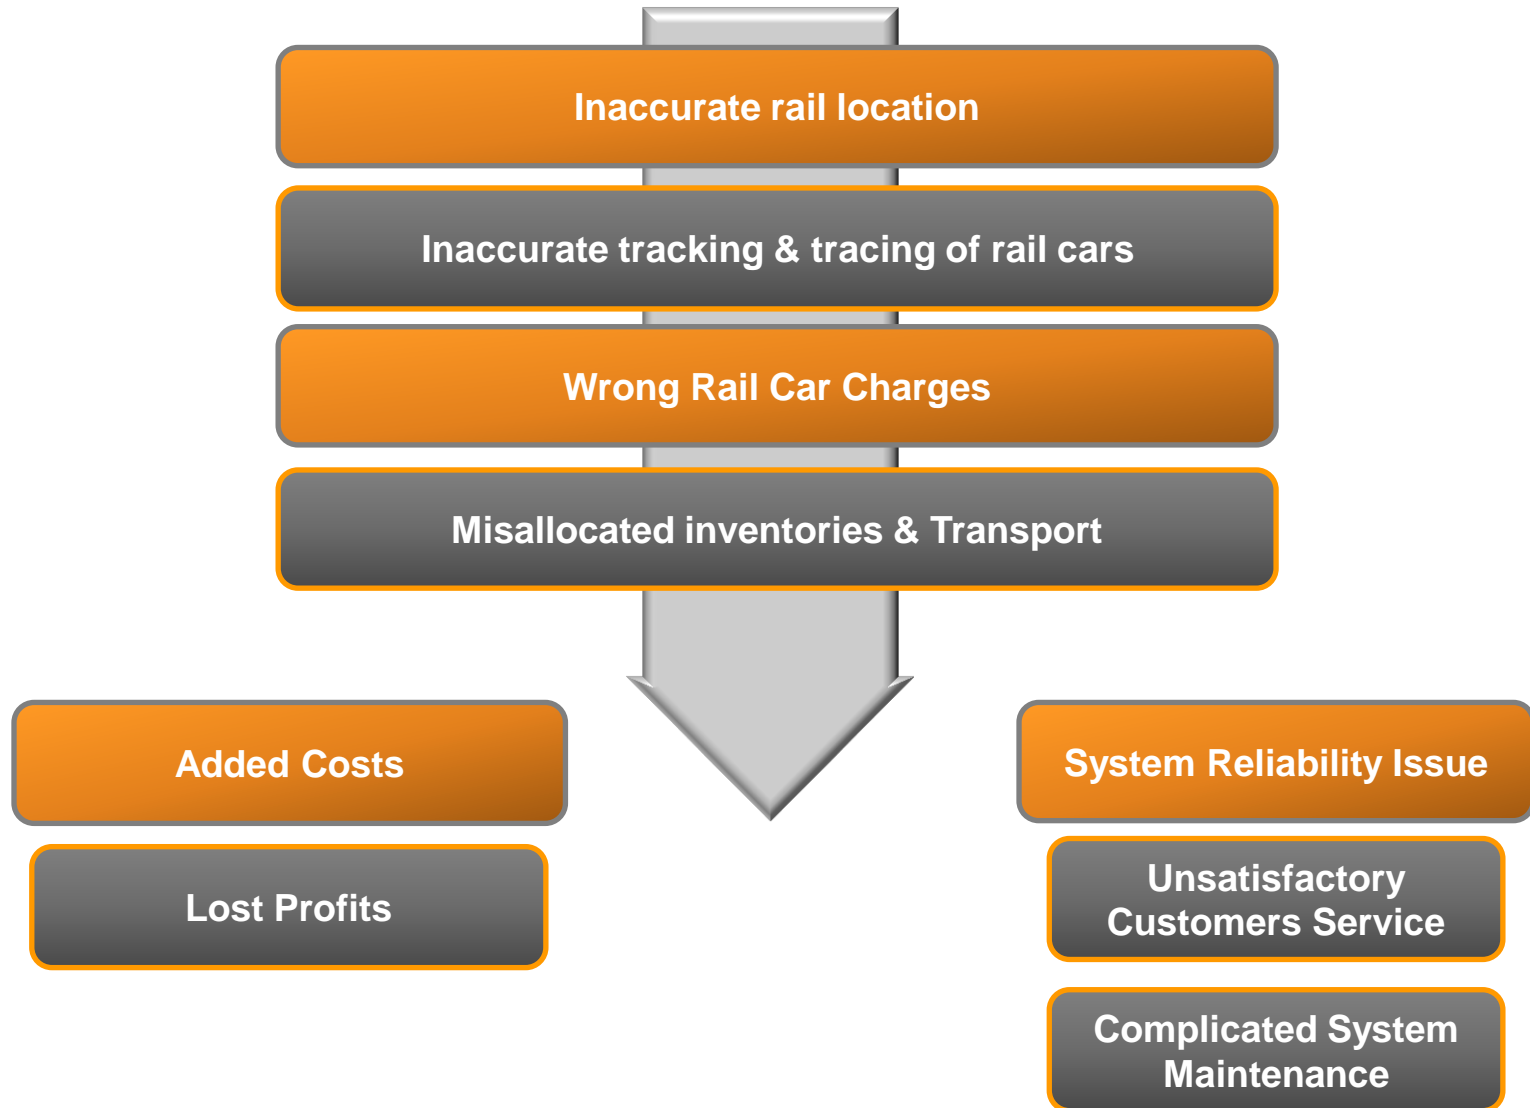 Inaccurate rail location
Inaccurate tracking & tracing of rail cars
Wrong Rail Car Charges
Misallocated inventories & Transport
Added Costs
Lost Profits
System Reliability Issue
Unsatisfactory
Customers Service
Complicated System
Maintenance